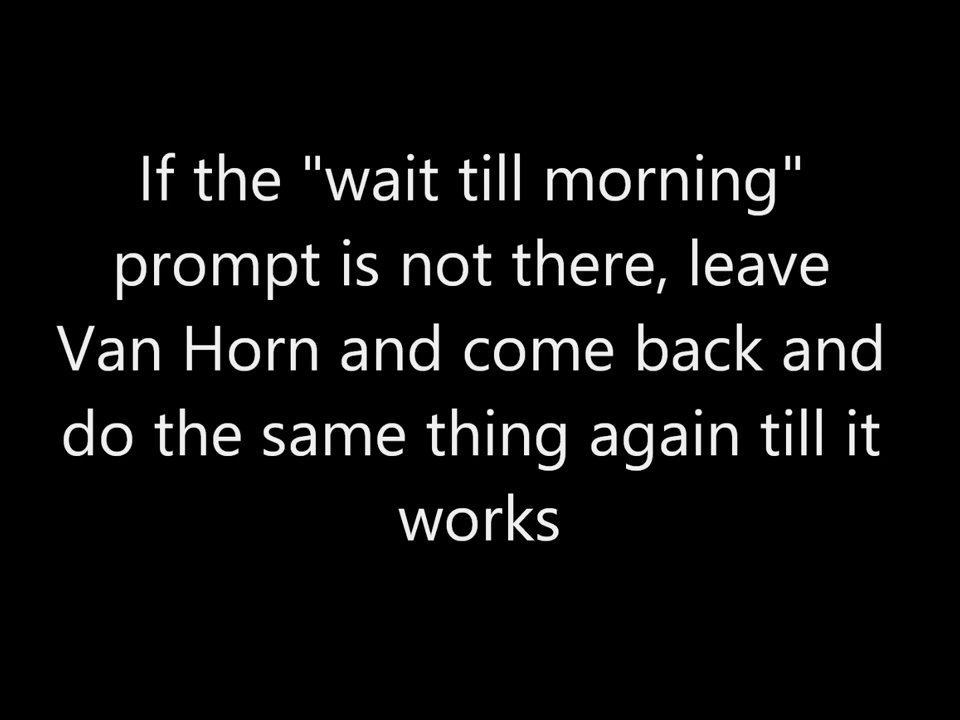 If the "wait till morning"
prompt is not there, leave
Van Horn and come back and
do the same thing again till it
works